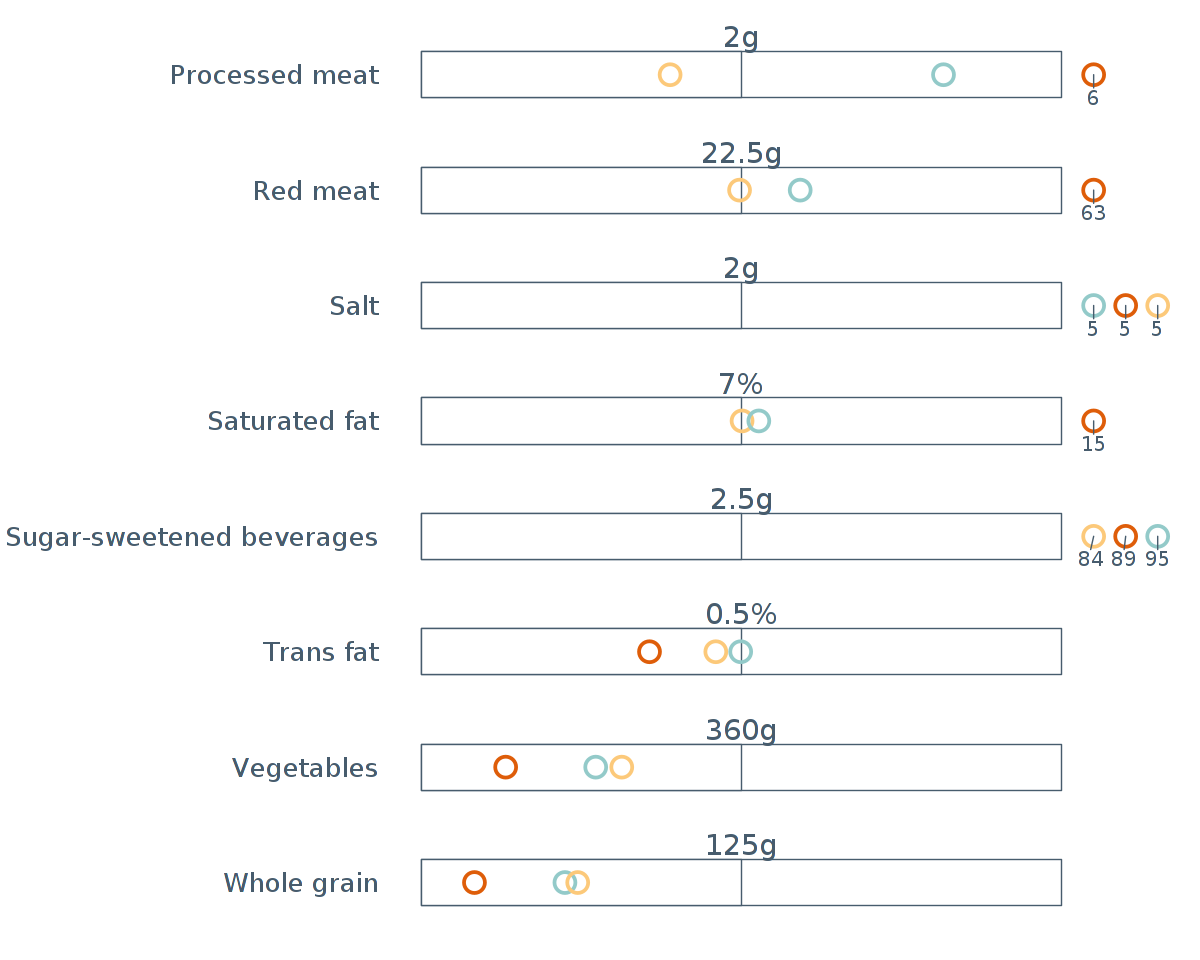 2g
Processed meat
6
22.5g
Red meat
63
2g
Salt
5 5 5
7%
Saturated fat
15
2.5g
Sugar-sweetened beverages
84 89 95
0.5%
Trans fat
360g
Vegetables
125g
Whole grain